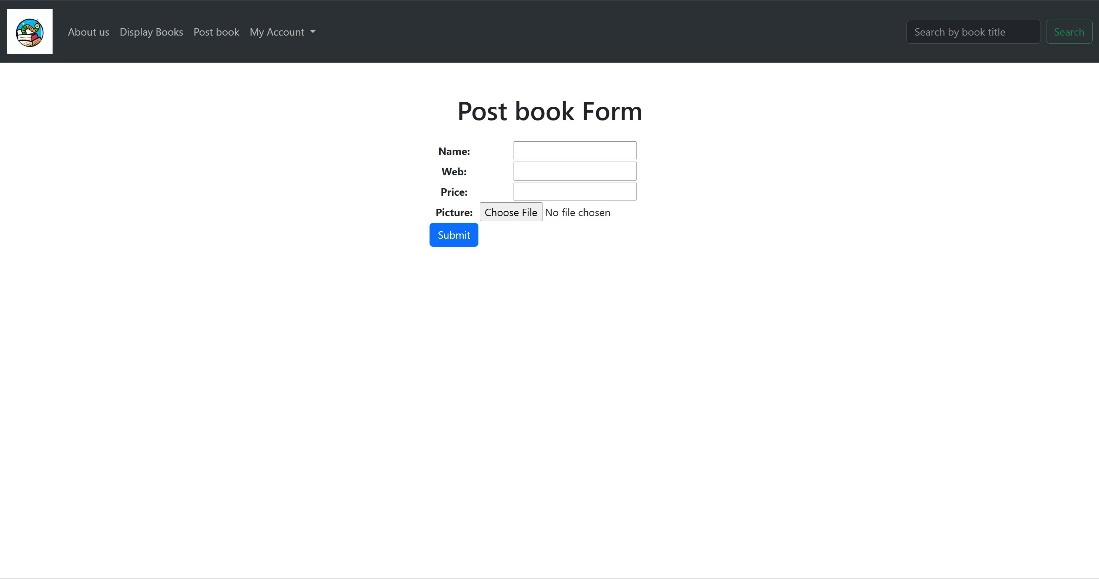 About us Display Books Post book My Account Search by book title Search
Post book Form
Name:
Web:
Price:
Picture: Choose File No file chosen
Submit